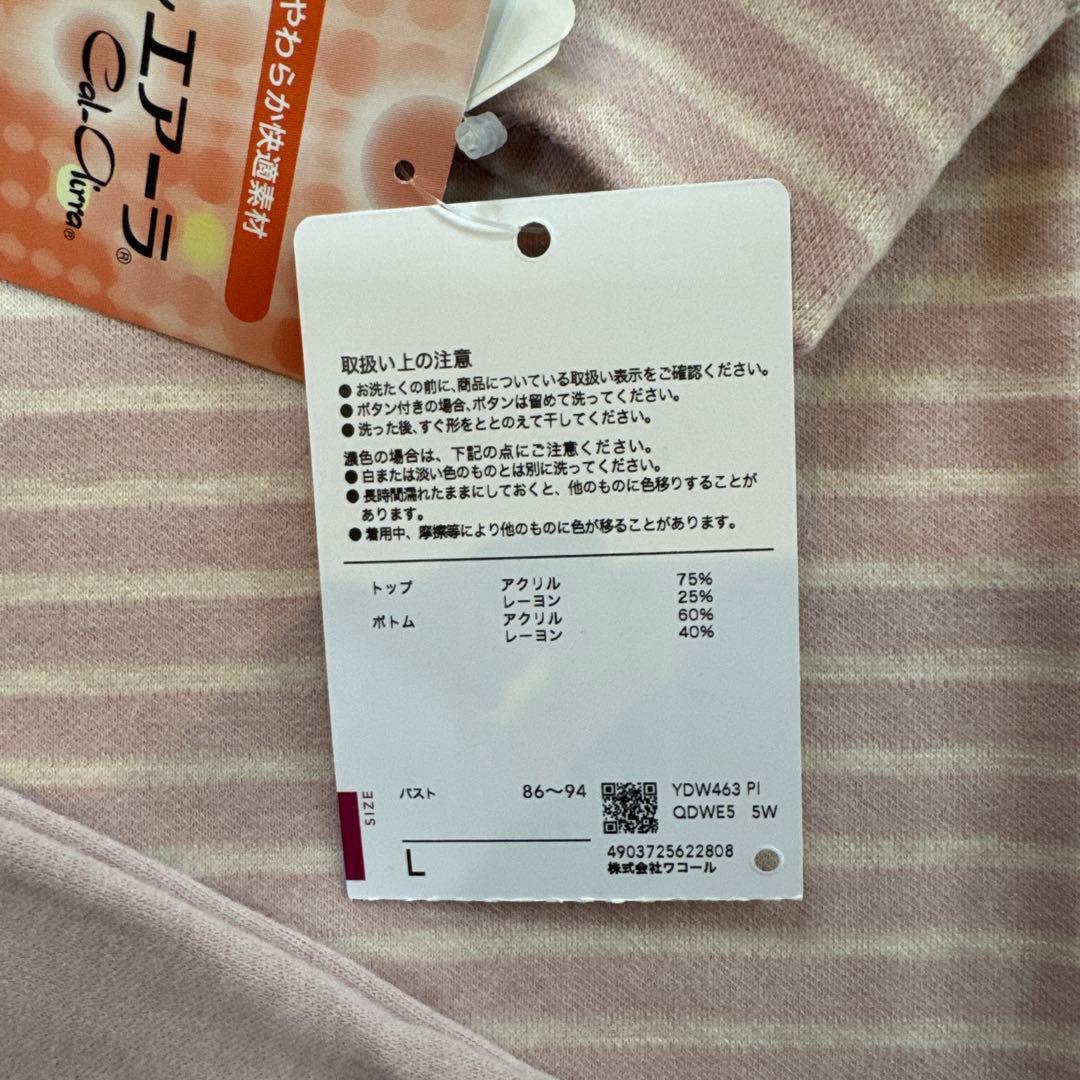 やわらか快適素材
エアーラ®
Cal-Airra®
取扱い上の注意
●お洗たくの前に、商品についている取扱い表示をご確認ください。
●ボタン付きの場合、ボタンは留めて洗ってください。
●洗った後、すぐ形をととのえて干してください。
濃色の場合は、下記の点にご注意ください。
●白または淡い色のものとは別に洗ってください。
●長時間濡れたままにしておくと、他のものに色移りすることが
あります。
●着用中、摩擦等により他のものに色が移ることがあります。
トップ アクリル 75%
レーヨン 25%
ボトム アクリル 60%
レーヨン 40%
SIZE
バスト 86〜94
L
YDW463 PI
QDWE5 5W
4903725622808
株式会社ワコール